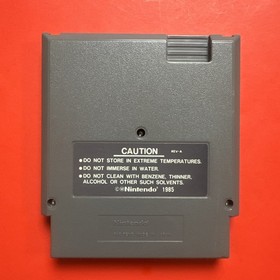 CAUTION REV-A
● DO NOT STORE IN EXTREME TEMPERATURES.
● DO NOT IMMERSE IN WATER.
● DO NOT CLEAN WITH BENZENE, THINNER,
ALCOHOL OR OTHER SUCH SOLVENTS.
©®Nintendo® 1985